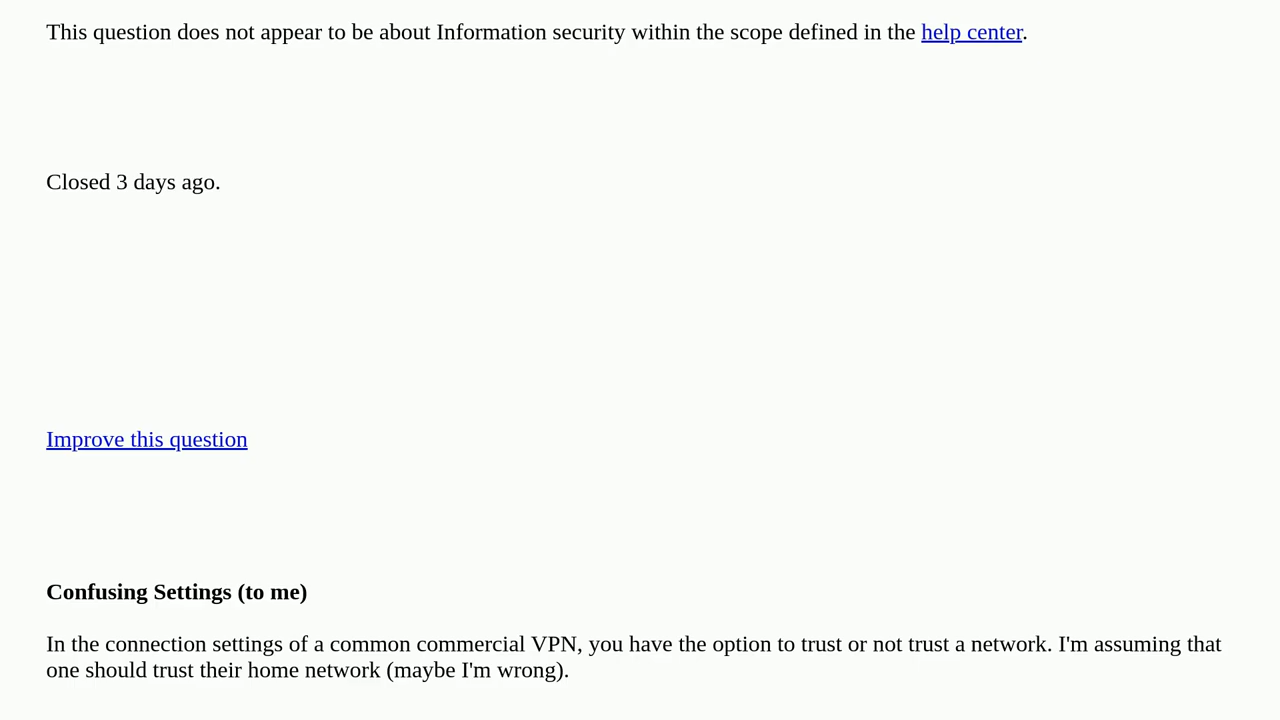 This question does not appear to be about Information security within the scope defined in the help center.
Closed 3 days ago.
Improve this question
Confusing Settings (to me)
In the connection settings of a common commercial VPN, you have the option to trust or not trust a network. I'm assuming that
one should trust their home network (maybe I'm wrong).